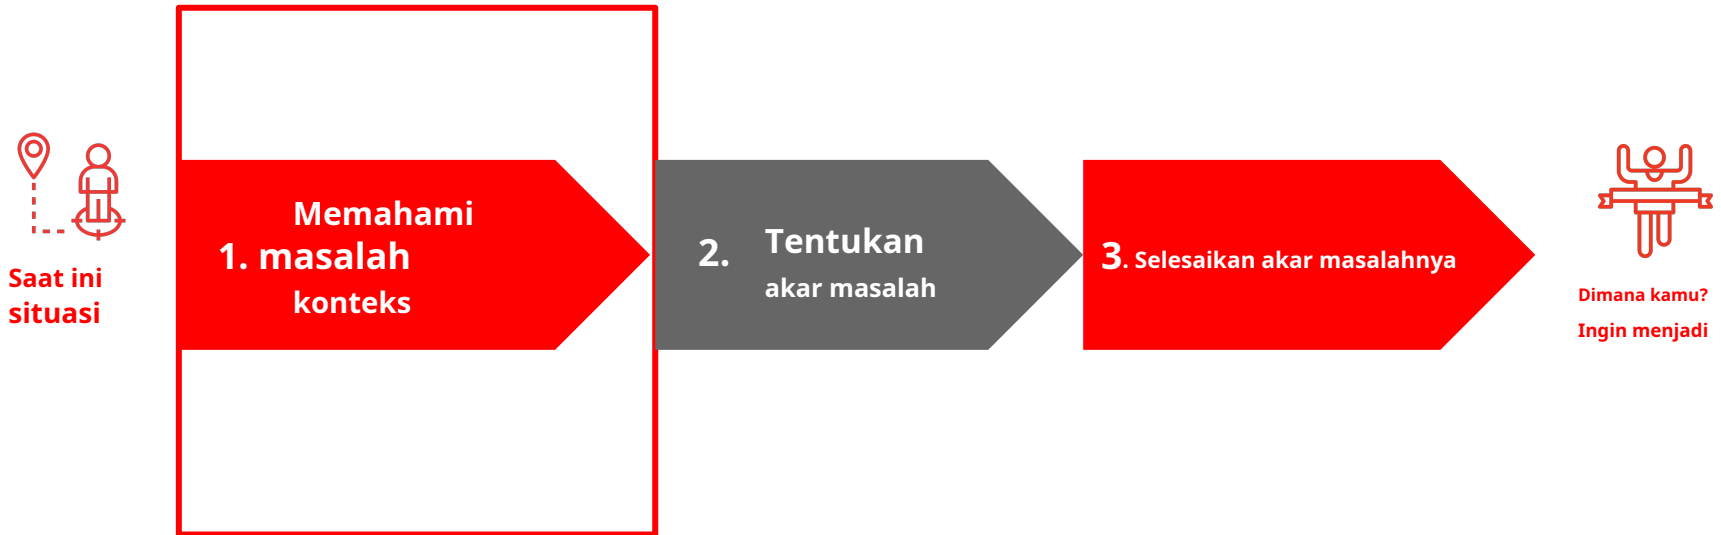 Saat ini
situasi
Memahami
1. masalah
konteks
2. Tentukan
akar masalah
3. Selesaikan akar masalahnya
Dimana kamu?
Ingin menjadi